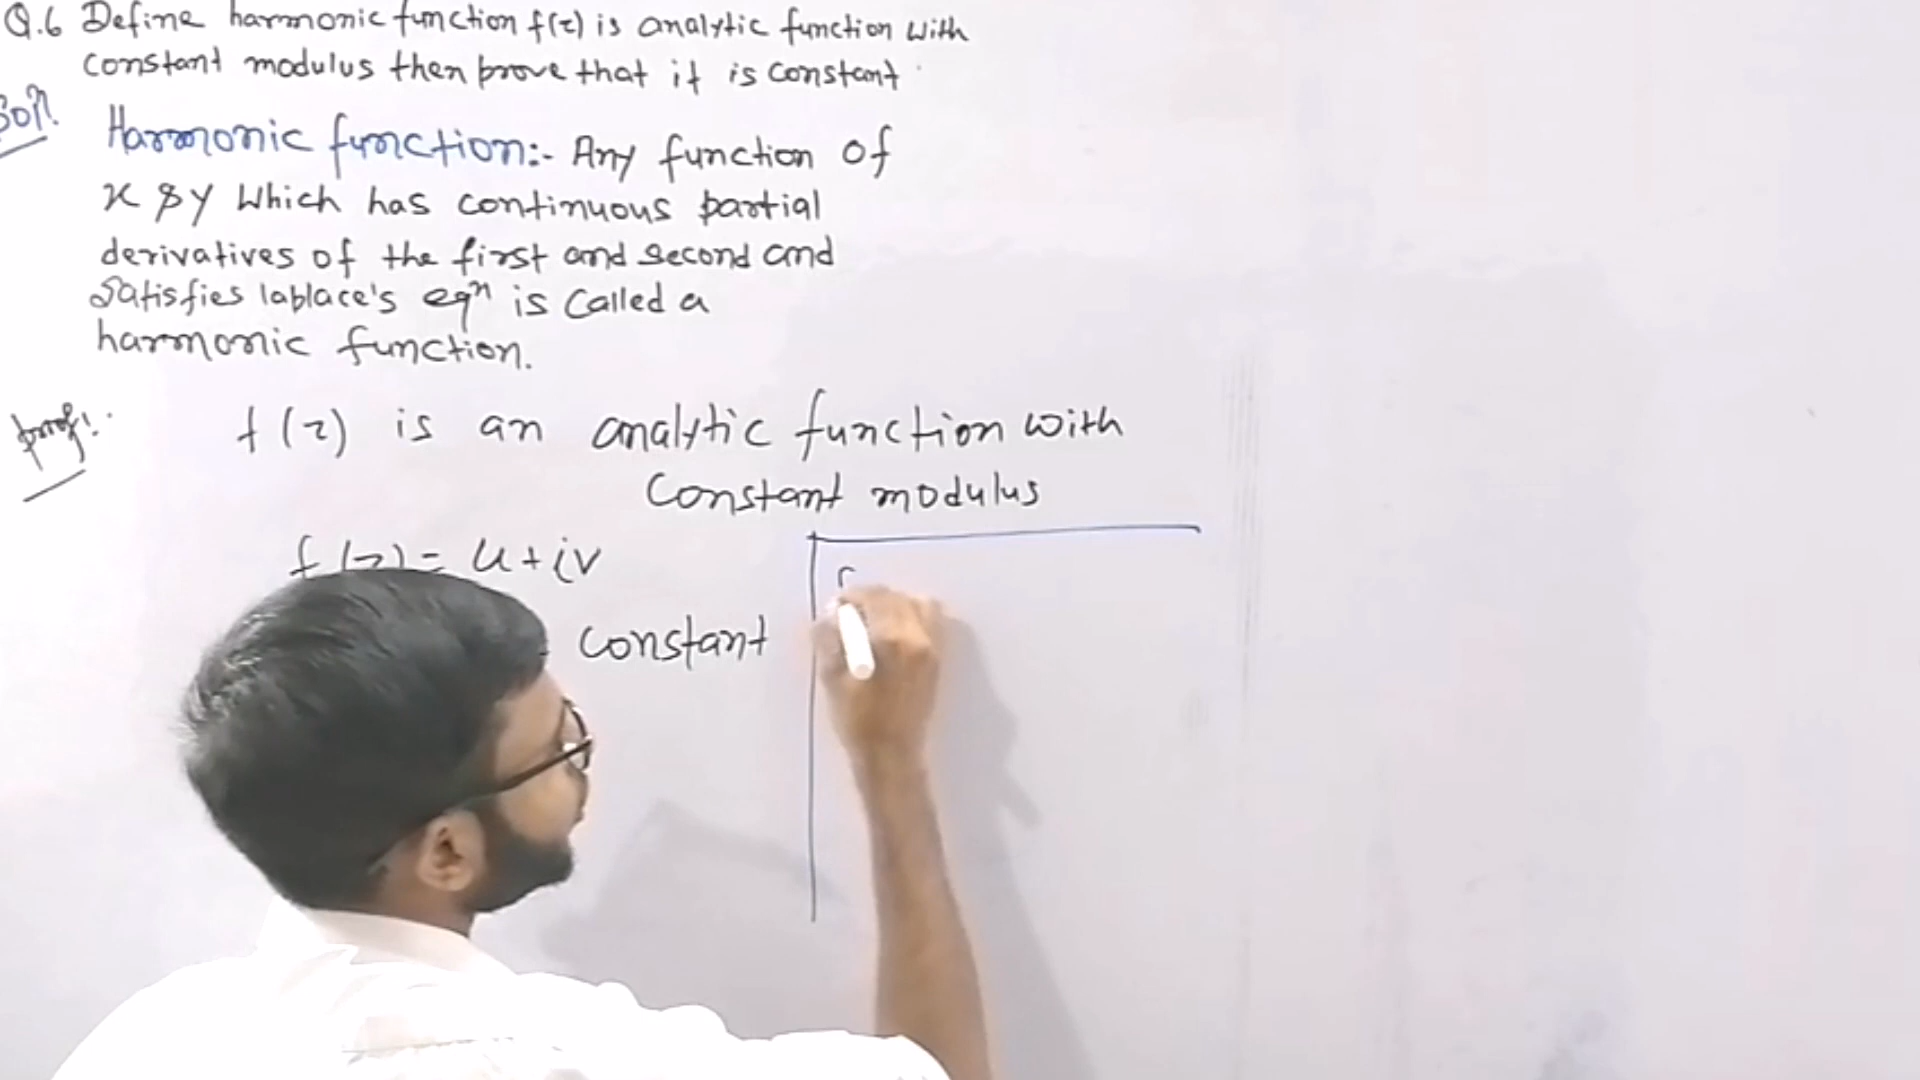 Q.6 Define harmonic function f(z) is analytic function with
constant modulus then prove that it is constant
Sol?
Harmonic function:- Any function of
x & y which has continuous partial
derivatives of the first and second and
satisfies laplace's eqn is called a
harmonic function.
proof:
f(z) is an analytic function with
constant modulus
f(z) = u+iv
constant